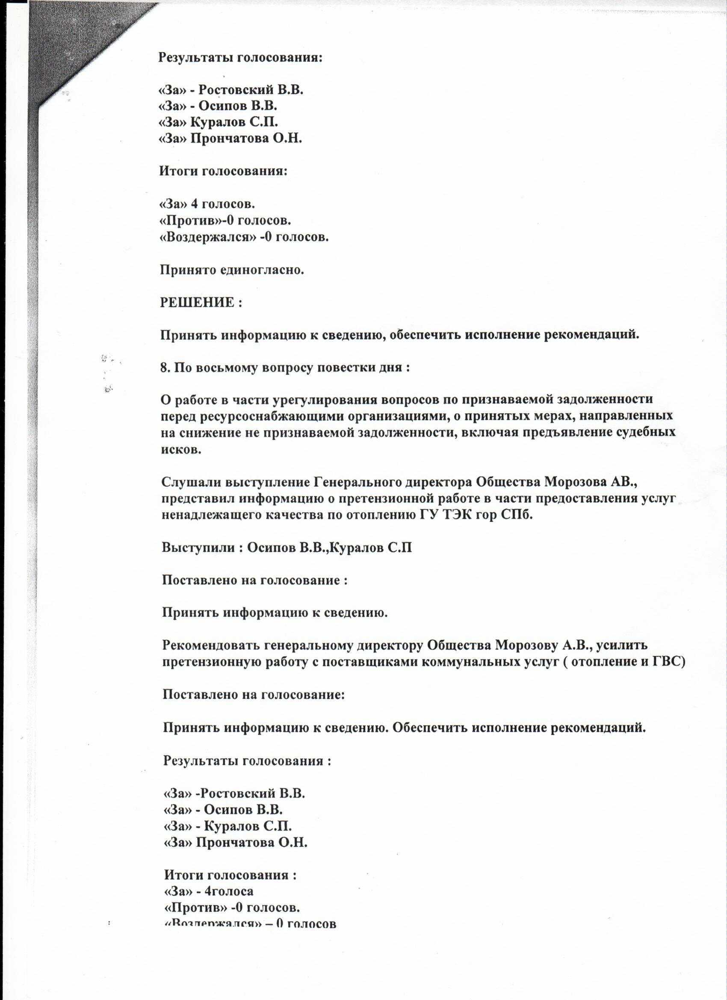 Результаты голосования:
«За» - Ростовский В.В.
«За» - Осипов В.В.
«За» Куралов С.П.
«За» Прончатова О.Н.
Итоги голосования:
«За» 4 голосов.
«Против»-0 голосов.
«Воздержался» -0 голосов.
Принято единогласно.
РЕШЕНИЕ :
Принять информацию к сведению, обеспечить исполнение рекомендаций.
8. По восьмому вопросу повестки дня :
О работе в части урегулирования вопросов по признаваемой задолженности
перед ресурсоснабжающими организациями, о принятых мерах, направленных
на снижение не признаваемой задолженности, включая предъявление судебных
исков.
Слушали выступление Генерального директора Общества Морозова АВ.,
представил информацию о претензионной работе в части предоставления услуг
ненадлежащего качества по отоплению ГУ ТЭК гор СПб.
Выступили : Осипов В.В.,Куралов С.П
Поставлено на голосование :
Принять информацию к сведению.
Рекомендовать генеральному директору Общества Морозову А.В., усилить
претензионную работу с поставщиками коммунальных услуг ( отопление и ГВС)
Поставлено на голосование:
Принять информацию к сведению. Обеспечить исполнение рекомендаций.
Результаты голосования :
«За» -Ростовский В.В.
«За» - Осипов В.В.
«За» - Куралов С.П.
«За» Прончатова О.Н.
Итоги голосования :
«За» - 4голоса
«Против» -0 голосов.
«Воздержался» – 0 голосов